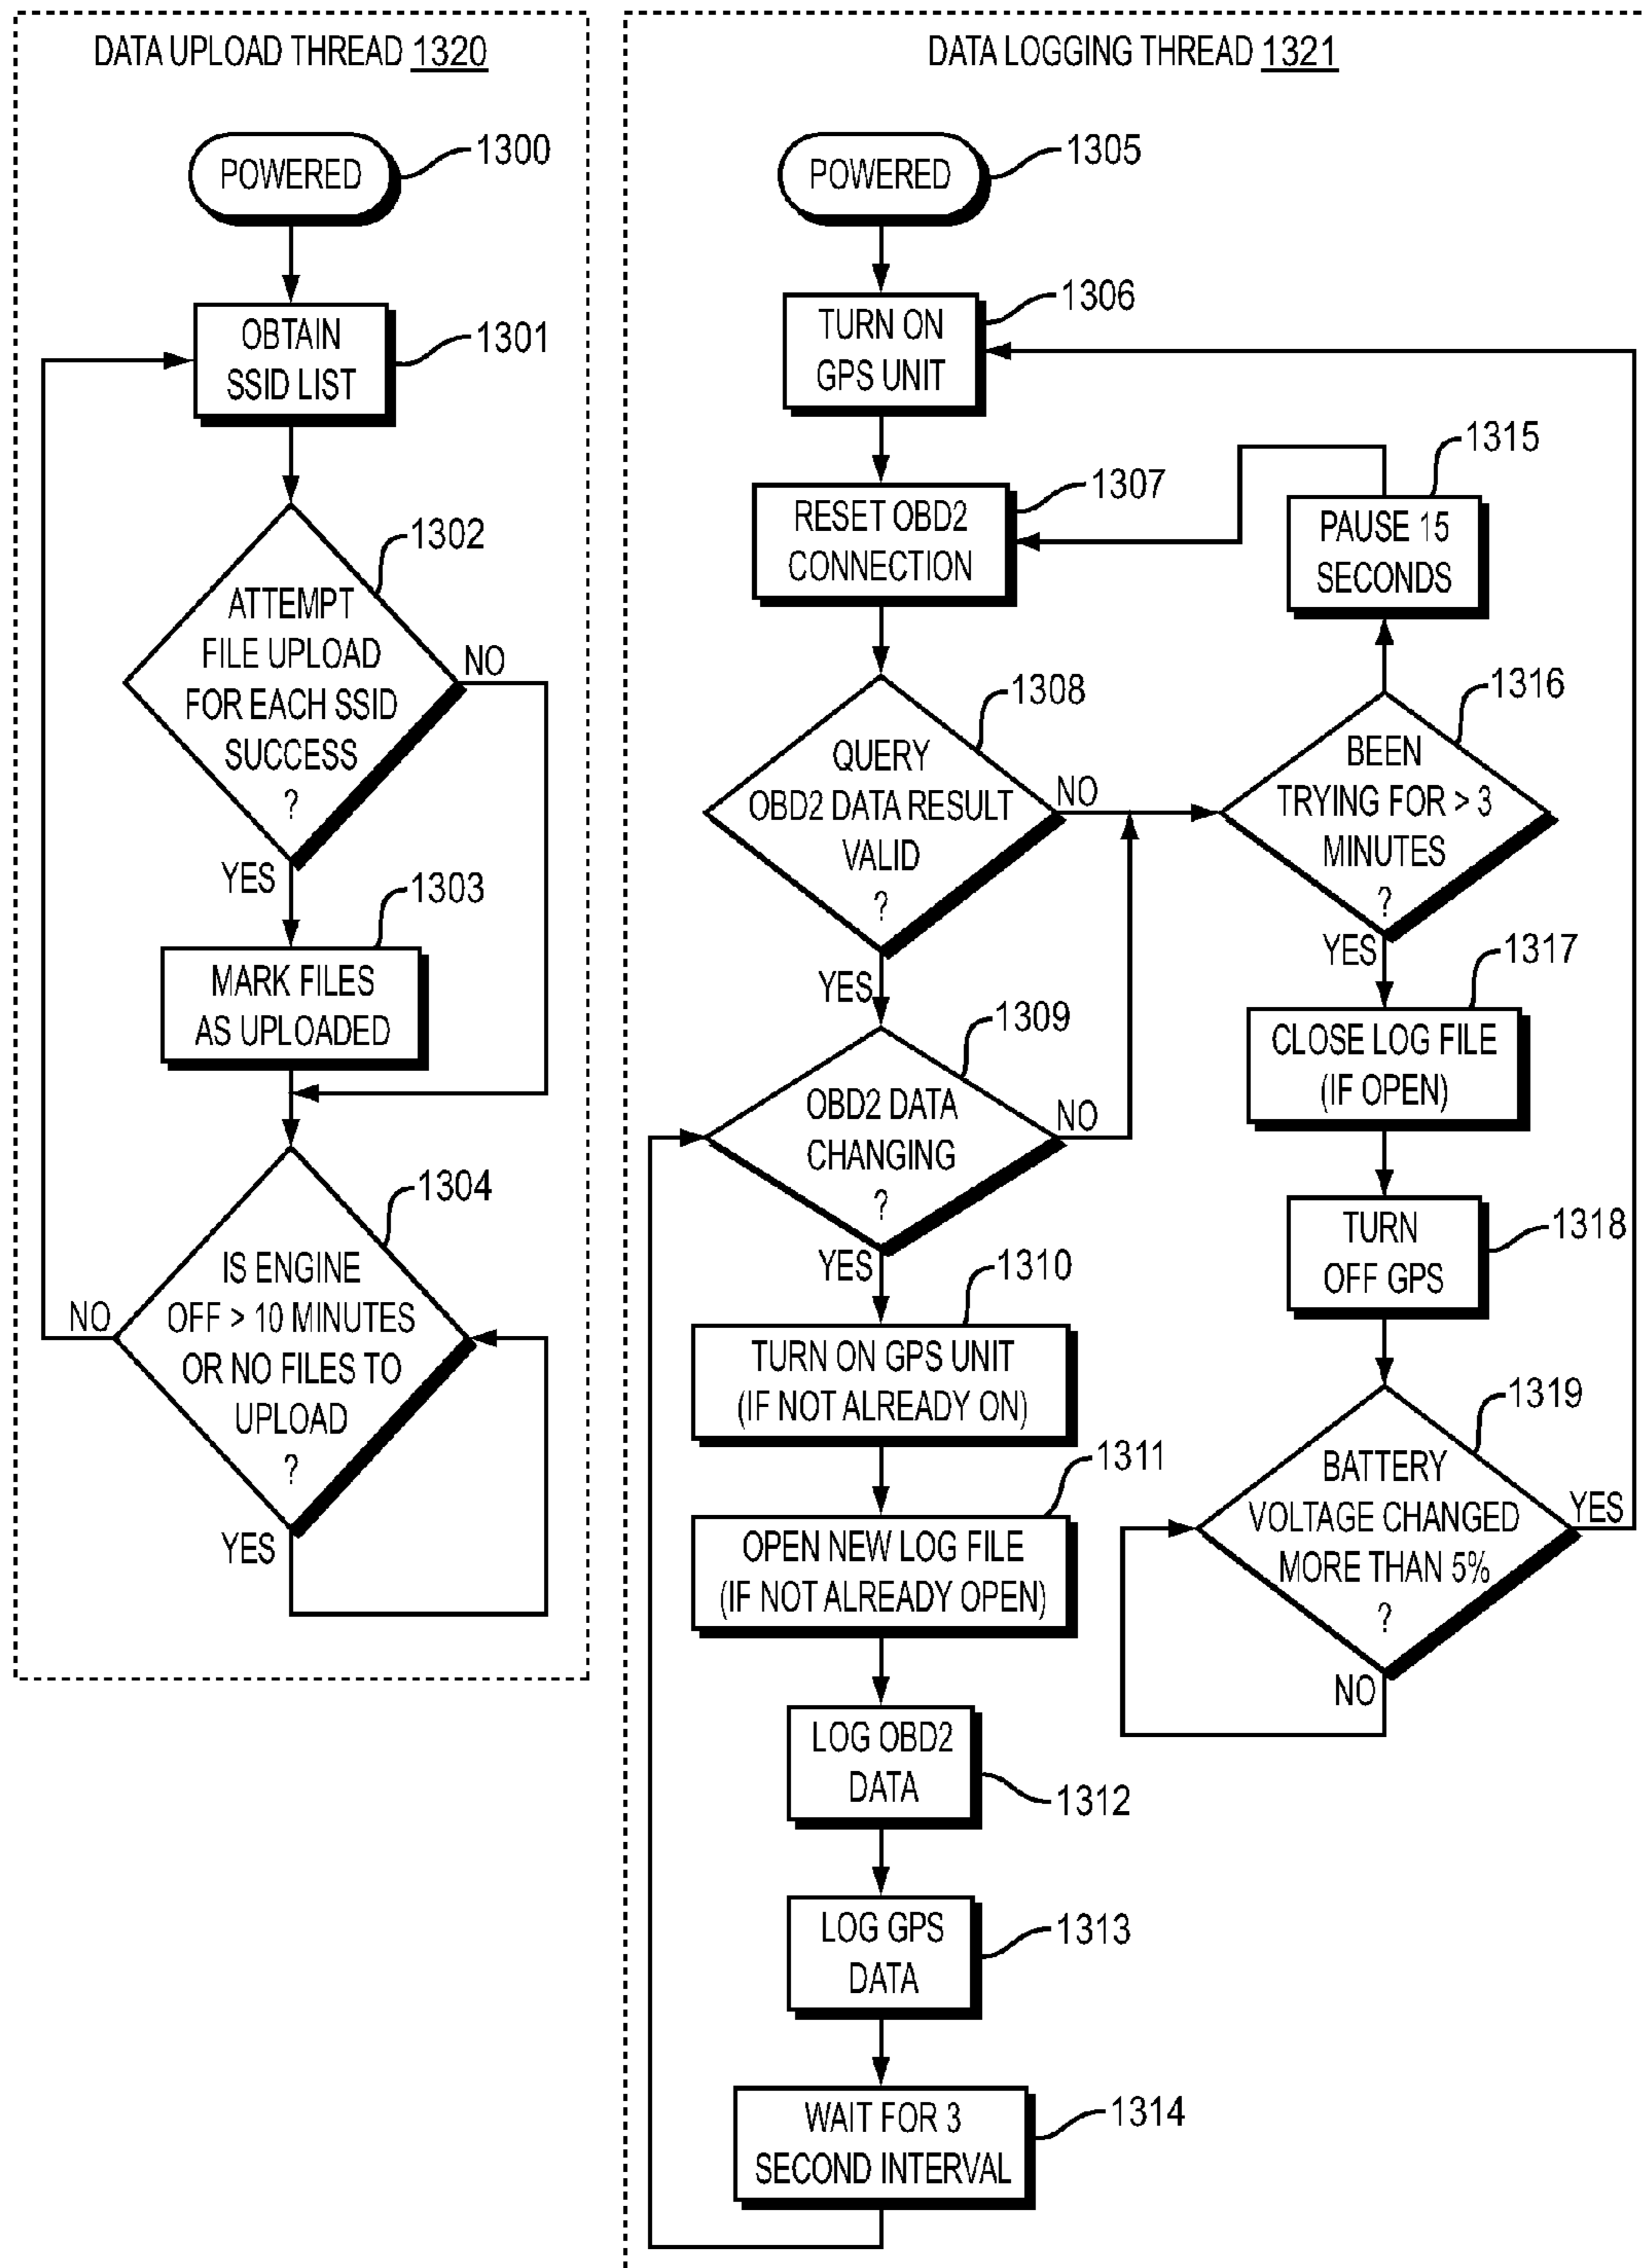 DATA UPLOAD THREAD 1320
POWERED
1300
OBTAIN
SSID LIST
1301
ATTEMPT
FILE UPLOAD
FOR EACH SSID
SUCCESS
?
1302
NO
YES
MARK FILES
AS UPLOADED
1303
IS ENGINE
OFF > 10 MINUTES
OR NO FILES TO
UPLOAD
?
1304
NO
YES
DATA LOGGING THREAD 1321
POWERED
1305
TURN ON
GPS UNIT
1306
RESET OBD2
CONNECTION
1307
QUERY
OBD2 DATA RESULT
VALID
?
1308
NO
YES
OBD2 DATA
CHANGING
?
1309
NO
YES
TURN ON GPS UNIT
(IF NOT ALREADY ON)
1310
OPEN NEW LOG FILE
(IF NOT ALREADY OPEN)
1311
LOG OBD2
DATA
1312
LOG GPS
DATA
1313
WAIT FOR 3
SECOND INTERVAL
1314
PAUSE 15
SECONDS
1315
BEEN
TRYING FOR > 3
MINUTES
?
1316
YES
CLOSE LOG FILE
(IF OPEN)
1317
TURN
OFF GPS
1318
BATTERY
VOLTAGE CHANGED
MORE THAN 5%
?
1319
YES
NO